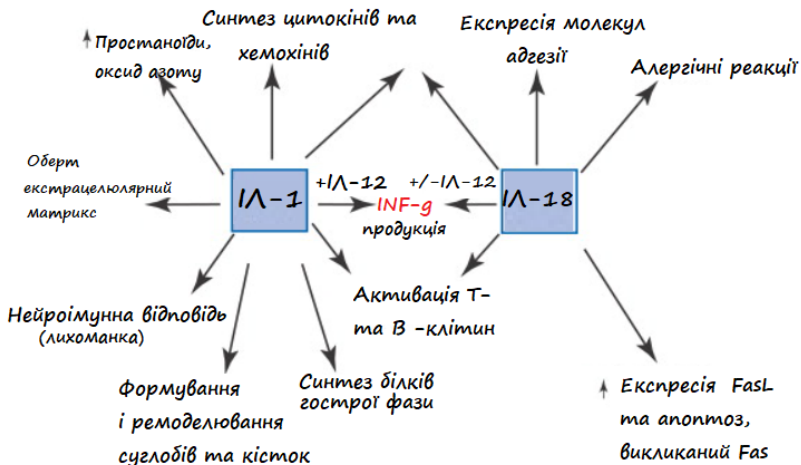 ↑ Простаноїди,
оксид азоту
Синтез цитокінів та
хемохінів
Експресія молекул
адгезії
Алергічні реакції
Оберт
екстрацелюлярний
матрикс
ІЛ-1
+ІЛ-12
INF-g
продукція
+/-ІЛ-12
ІЛ-18
Нейроімунна відповідь
(лихоманка)
Активація Т-
та В -клітин
Формування
і ремоделювання
суглобів та кісток
Синтез білків
гострої фази
↑ Експресія FasL
та апоптоз,
викликаний Fas